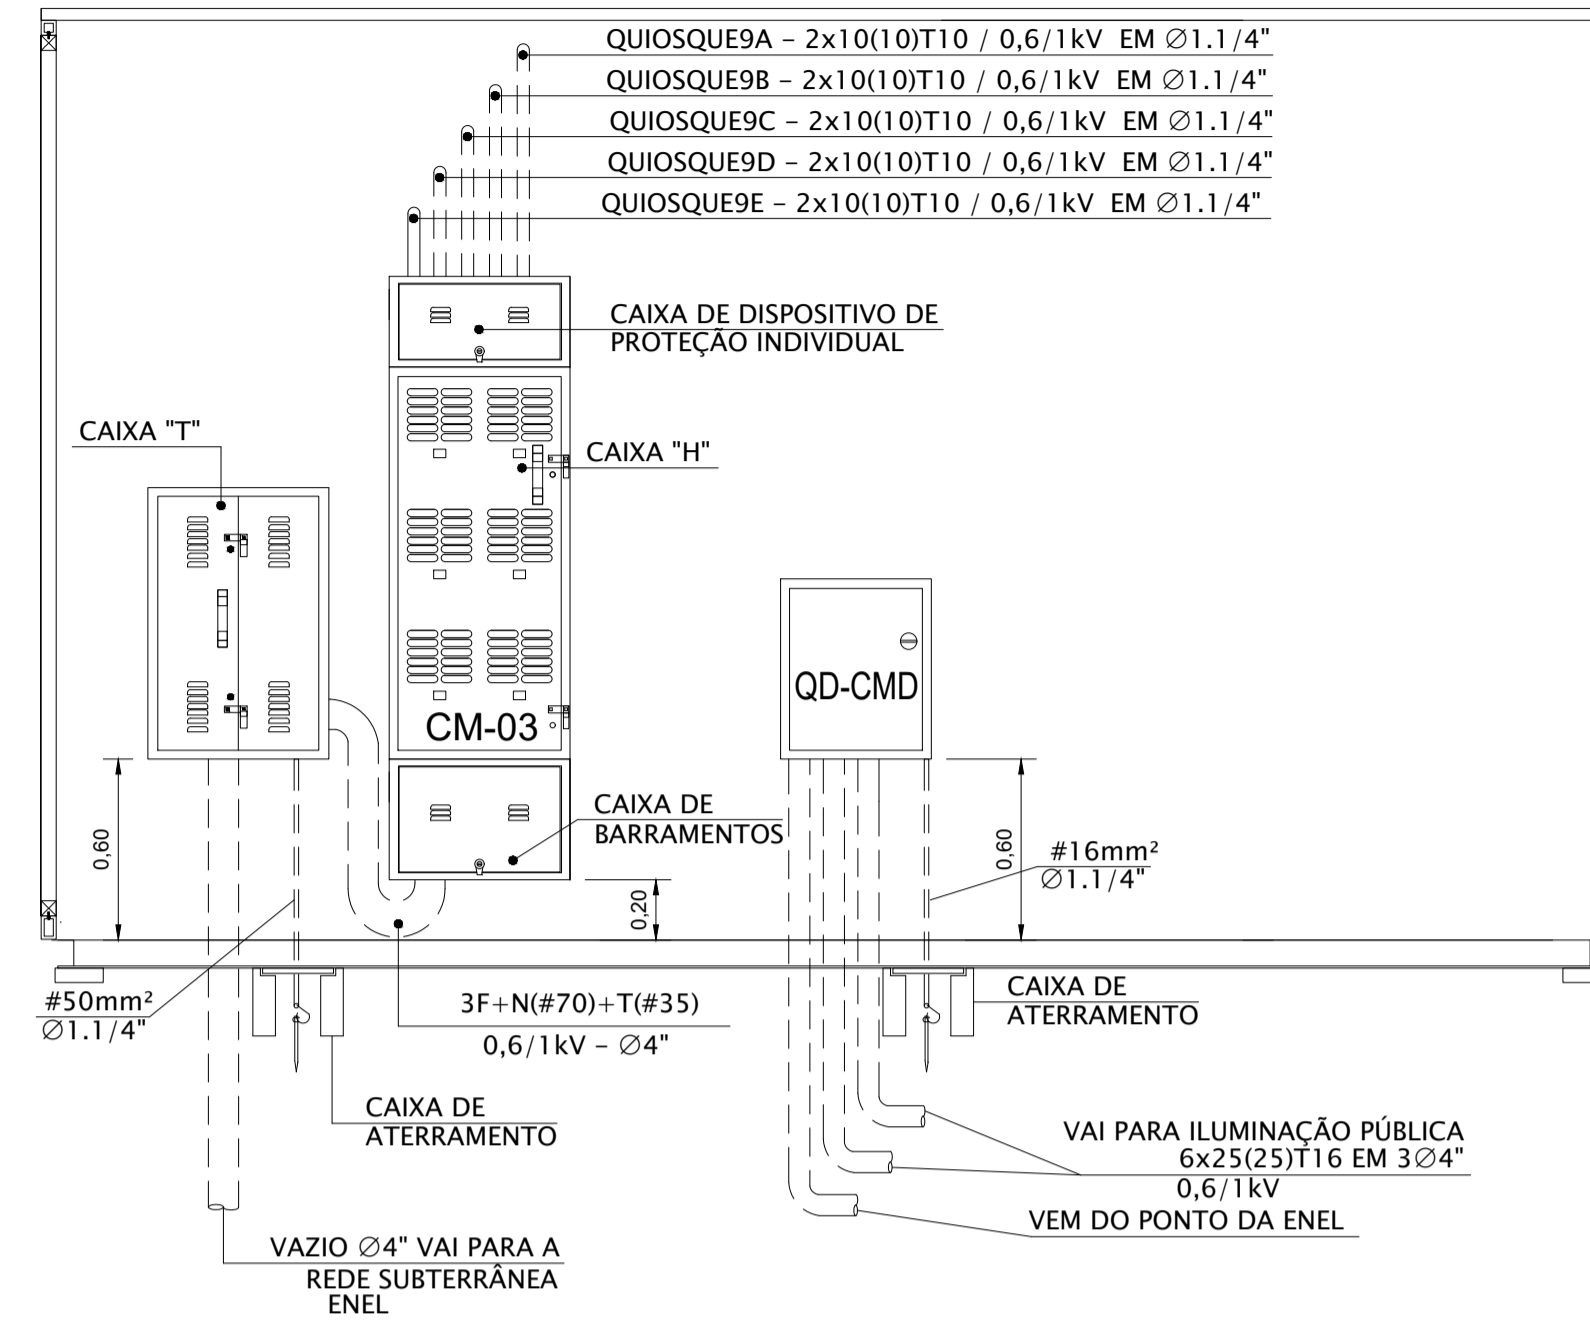 QUIOSQUE9A – 2x10(10)T10 / 0,6/1kV EM ∅1.1/4"
QUIOSQUE9B – 2x10(10)T10 / 0,6/1kV EM ∅1.1/4"
QUIOSQUE9C – 2x10(10)T10 / 0,6/1kV EM ∅1.1/4"
QUIOSQUE9D – 2x10(10)T10 / 0,6/1kV EM ∅1.1/4"
QUIOSQUE9E – 2x10(10)T10 / 0,6/1kV EM ∅1.1/4"
CAIXA DE DISPOSITIVO DE
PROTEÇÃO INDIVIDUAL
CAIXA "T"
CAIXA "H"
QD-CMD
CM-03
CAIXA DE
BARRAMENTOS
0,60
0,20
0,60
#16mm²
∅1.1/4"
#50mm²
∅1.1/4"
3F+N(#70)+T(#35)
0,6/1kV – ∅4"
CAIXA DE
ATERRAMENTO
CAIXA DE
ATERRAMENTO
VAI PARA ILUMINAÇÃO PÚBLICA
6x25(25)T16 EM 3∅4"
0,6/1kV
VEM DO PONTO DA ENEL
VAZIO ∅4" VAI PARA A
REDE SUBTERRÂNEA
ENEL